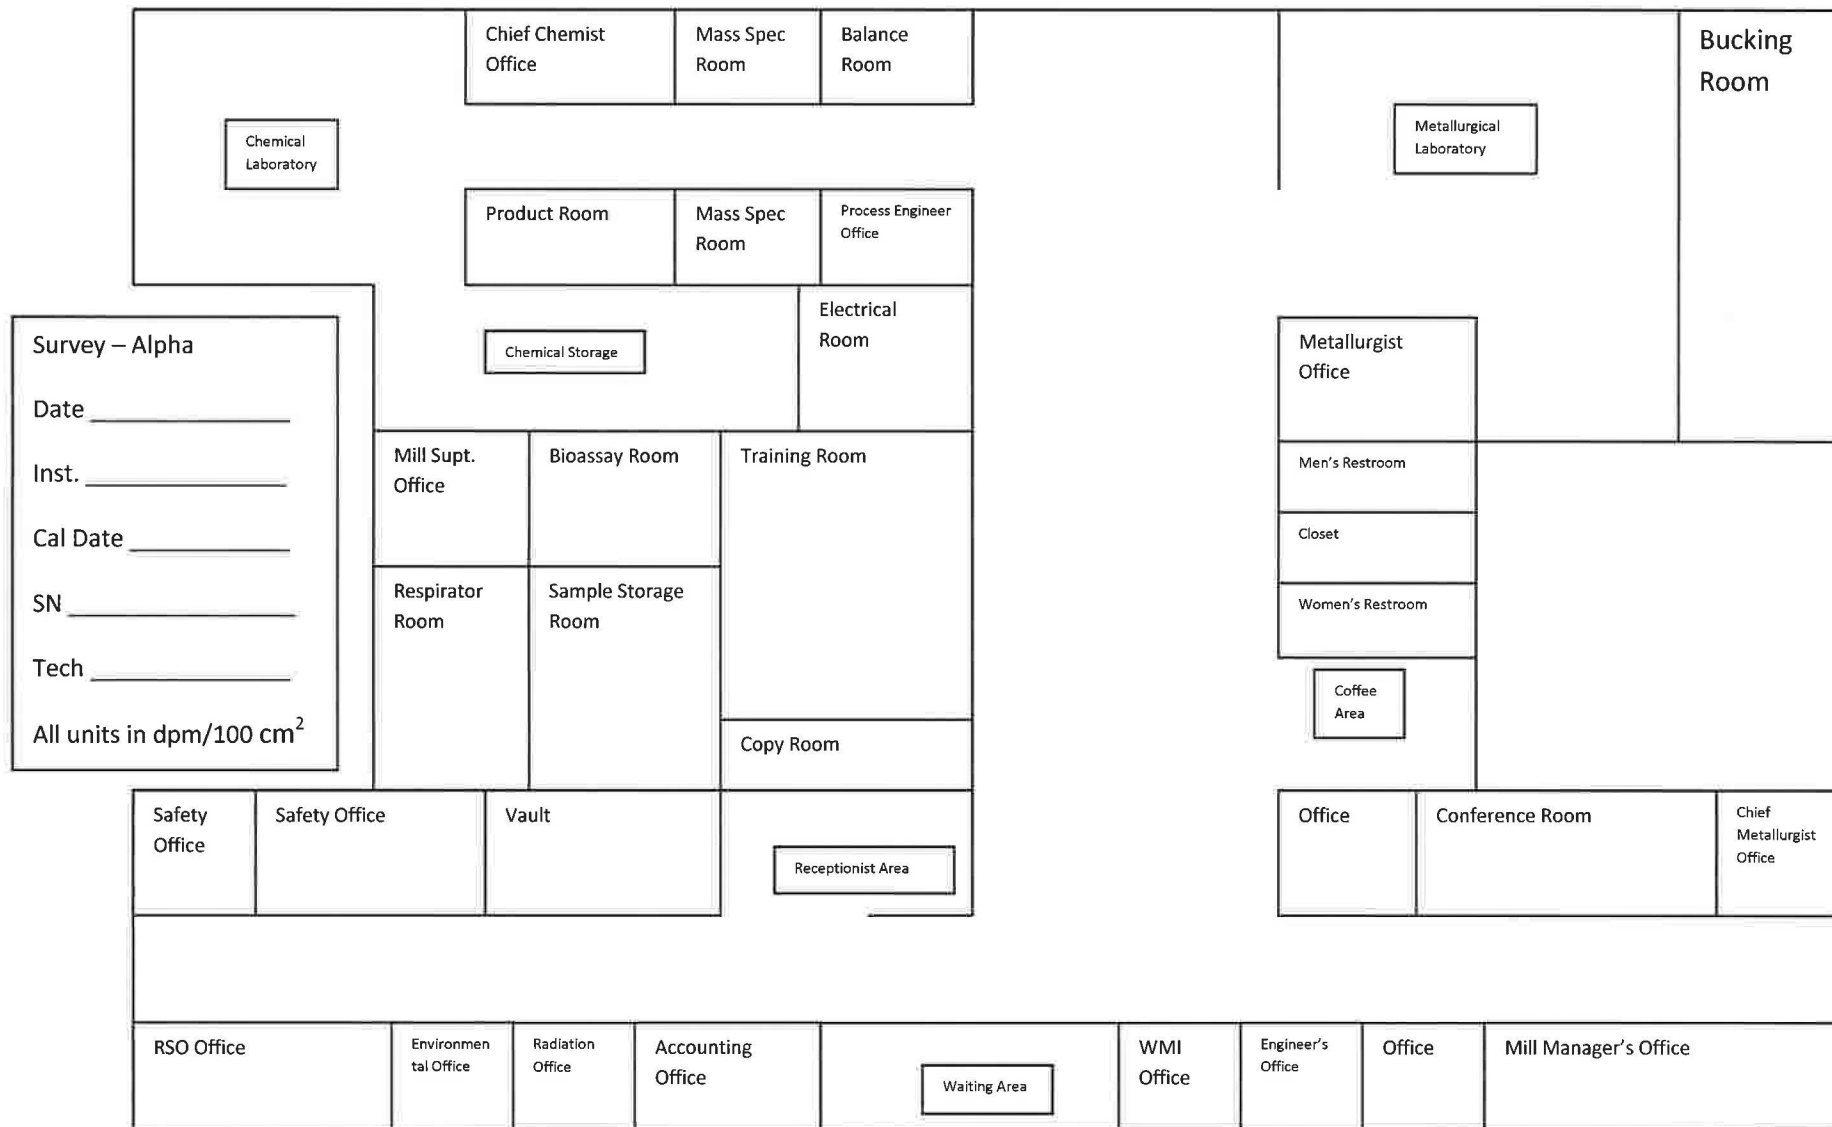 Chief Chemist
Office
Mass Spec
Room
Balance
Room
Bucking
Room
Chemical
Laboratory
Metallurgical
Laboratory
Product Room
Mass Spec
Room
Process Engineer
Office
Electrical
Room
Chemical Storage
Metallurgist
Office
Survey – Alpha
Date ____________
Inst. ____________
Cal Date ____________
SN ____________
Tech ____________
All units in dpm/100 cm²
Mill Supt.
Office
Bioassay Room
Training Room
Men's Restroom
Closet
Women's Restroom
Respirator
Room
Sample Storage
Room
Coffee
Area
Copy Room
Safety
Office
Safety Office
Vault
Receptionist Area
Office
Conference Room
Chief
Metallurgist
Office
RSO Office
Environmen
tal Office
Radiation
Office
Accounting
Office
Waiting Area
WMI
Office
Engineer's
Office
Office
Mill Manager's Office